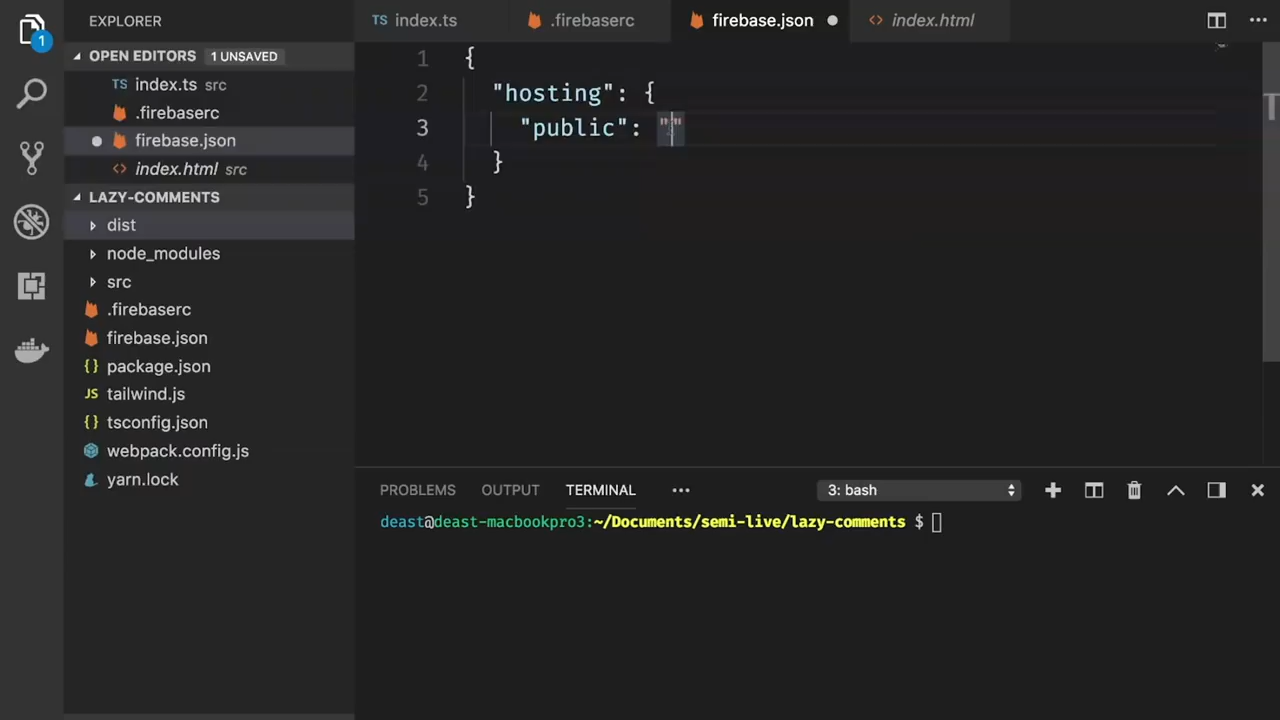 EXPLORER
1
OPEN EDITORS 1 UNSAVED
TS index.ts src
.firebaserc
firebase.json
<> index.html src
LAZY-COMMENTS
dist
node_modules
src
.firebaserc
firebase.json
{} package.json
JS tailwind.js
{} tsconfig.json
webpack.config.js
yarn.lock
TS index.ts
.firebaserc
firebase.json
<> index.html
1 {
2 "hosting": {
3 "public": ""
4 }
5 }
PROBLEMS OUTPUT TERMINAL ••• 3: bash
deast@deast-macbookpro3:~/Documents/semi-live/lazy-comments $